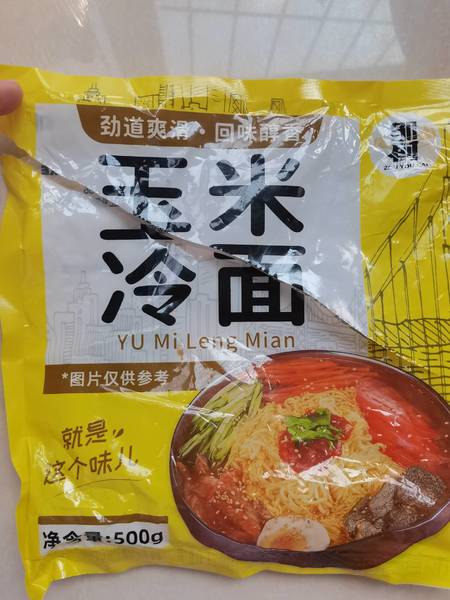 劲道爽滑·回味醇香
玉米
冷面
YU Mi Leng Mian
*图片仅供参考
就是
这个味儿
净含量:500g